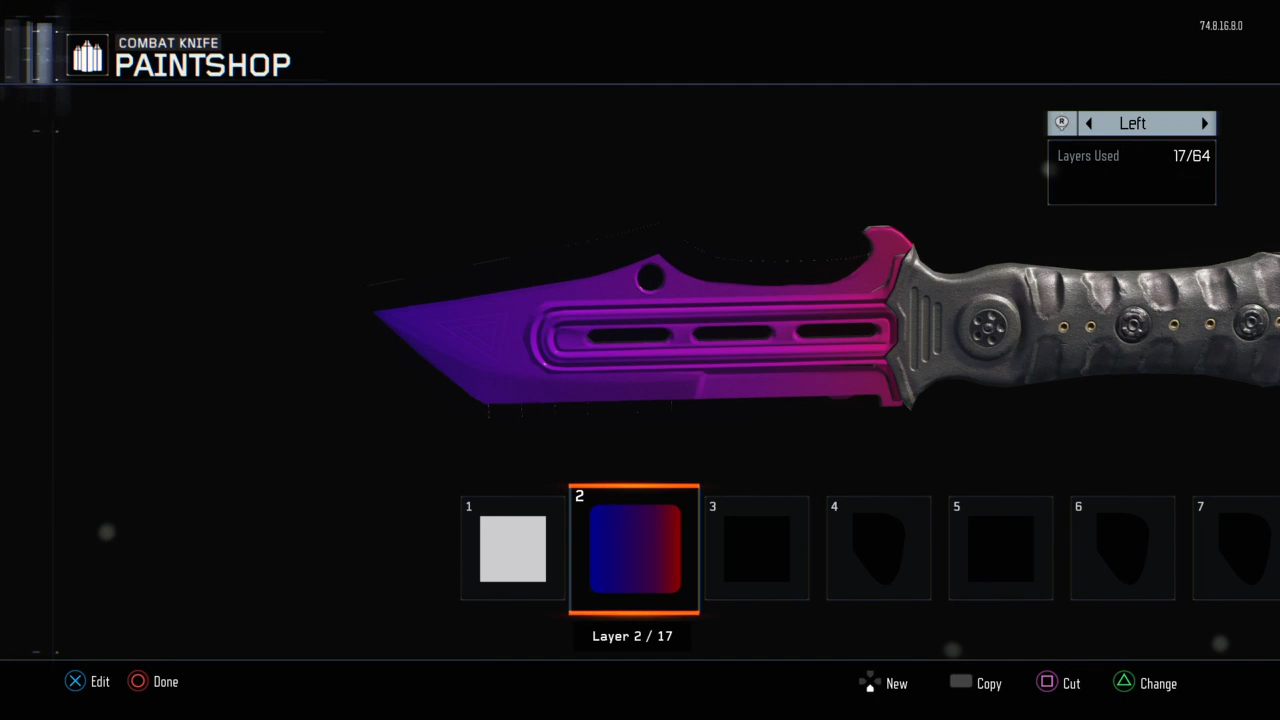 74.8.16.8.0
COMBAT KNIFE
PAINTSHOP
R Left
Layers Used 17/64
1 2 3 4 5 6 7
Layer 2 / 17
Edit Done New Copy Cut Change